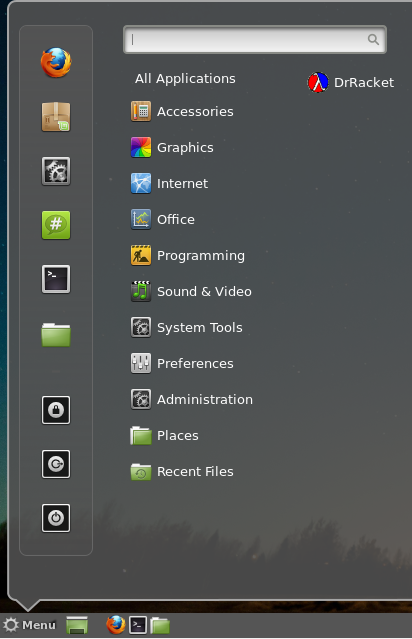 All Applications
DrRacket
Accessories
Graphics
Internet
Office
Programming
Sound & Video
System Tools
Preferences
Administration
Places
Recent Files
Menu